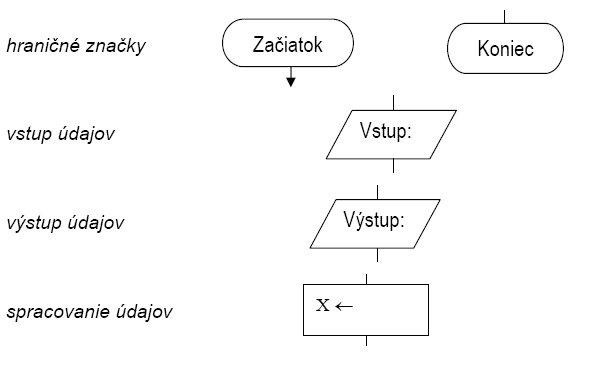 hraničné značky Začiatok Koniec
vstup údajov Vstup:
výstup údajov Výstup:
spracovanie údajov X ←